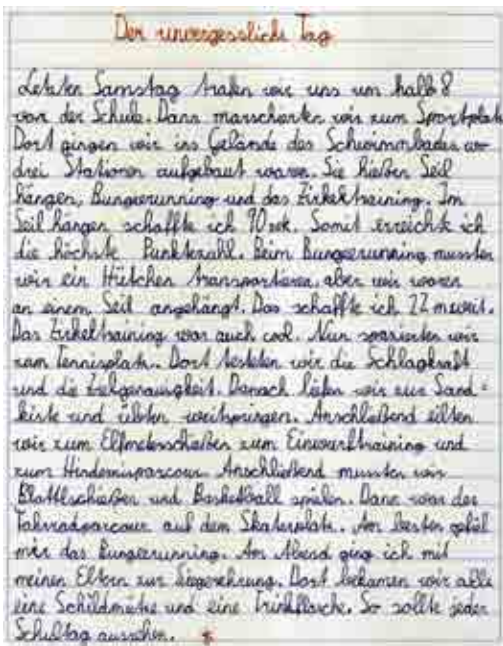 Der unvergessliche Tag
Letzten Samstag trafen wir uns um halb 8
vor der Schule. Dann marschierten wir zum Sportplatz
Dort gingen wir ins Gelände des Schwimmbades wo
drei Stationen aufgebaut waren. Sie hießen Seil
hängen, Bungeerunning und das Zirkeltraining. Im
Seil hängen schaffte ich 90 sek. Somit erreichte ich
die höchste Punktezahl. Beim Bungeerunning mussten
wir ein Hütchen transportieren, aber wir waren
an einem Seil angehängt. Das schaffte ich 22 m weit.
Das Zirkeltraining war auch cool. Nun spazierten wir
zum Tennisplatz. Dort testeten wir die Schlagkraft
und die Zielgenauigkeit. Danach liefen wir zur Sand=
kiste und übten weitspringen. Anschließend eilten
wir zum Elfmeterschießen zum Einwurftraining und
zum Hindernisparcour. Anschließend mussten wir
Blattlschießen und Basketball spielen. Dann war der
Fahrradparcour auf dem Skaterplatz. Am besten gefiel
mir das Bungeerunning. Am Abend ging ich mit
meinen Eltern zur Siegerehrung. Dort bekamen wir alle
eine Schildmütze und eine Trinkflasche. So sollte jeder
Schultag aussehen.